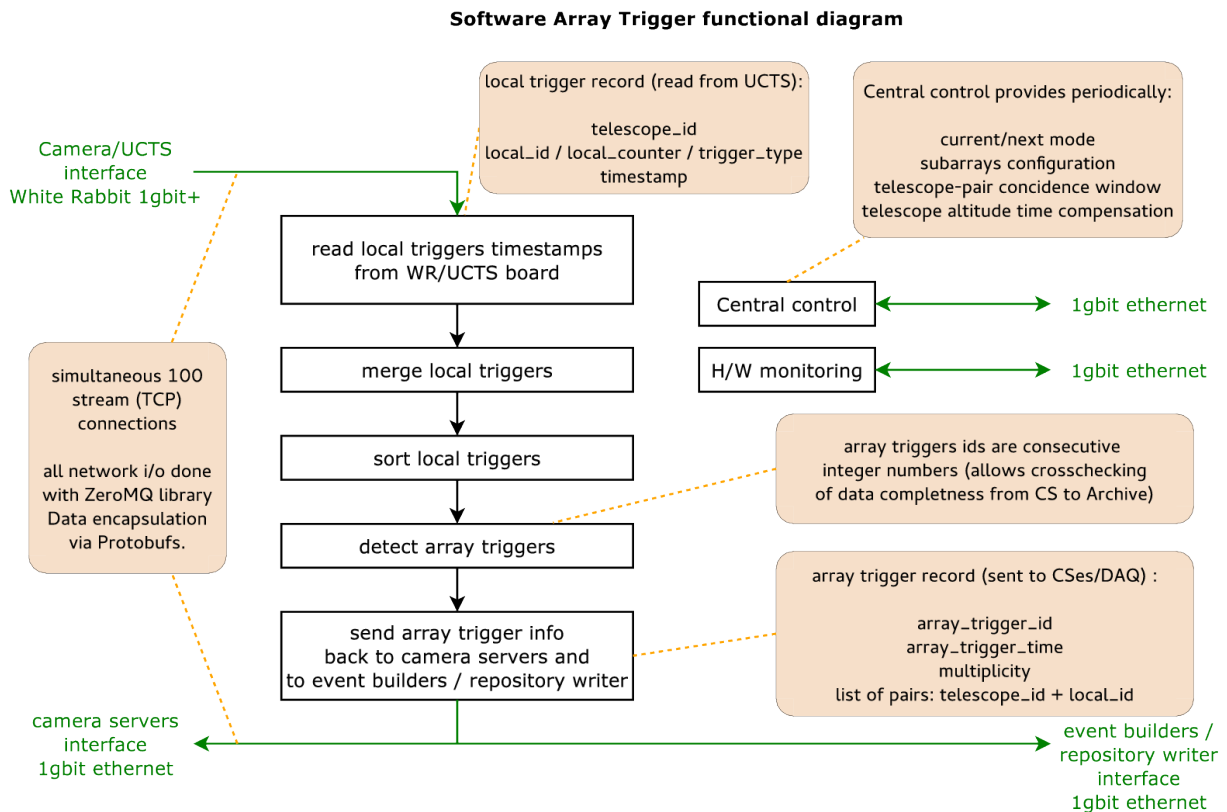 Software Array Trigger functional diagram
local trigger record (read from UCTS):
telescope_id
local_id / local_counter / trigger_type
timestamp
Central control provides periodically:
current/next mode
subarrays configuration
telescope-pair concidence window
telescope altitude time compensation
Camera/UCTS
interface
White Rabbit 1gbit+
read local triggers timestamps
from WR/UCTS board
Central control
1gbit ethernet
merge local triggers
H/W monitoring
1gbit ethernet
simultaneous 100
stream (TCP)
connections
all network i/o done
with ZeroMQ library
Data encapsulation
via Protobufs.
sort local triggers
array triggers ids are consecutive
integer numbers (allows crosschecking
of data completness from CS to Archive)
detect array triggers
array trigger record (sent to CSes/DAQ) :
array_trigger_id
array_trigger_time
multiplicity
list of pairs: telescope_id + local_id
send array trigger info
back to camera servers and
to event builders / repository writer
camera servers
interface
1gbit ethernet
event builders /
repository writer
interface
1gbit ethernet